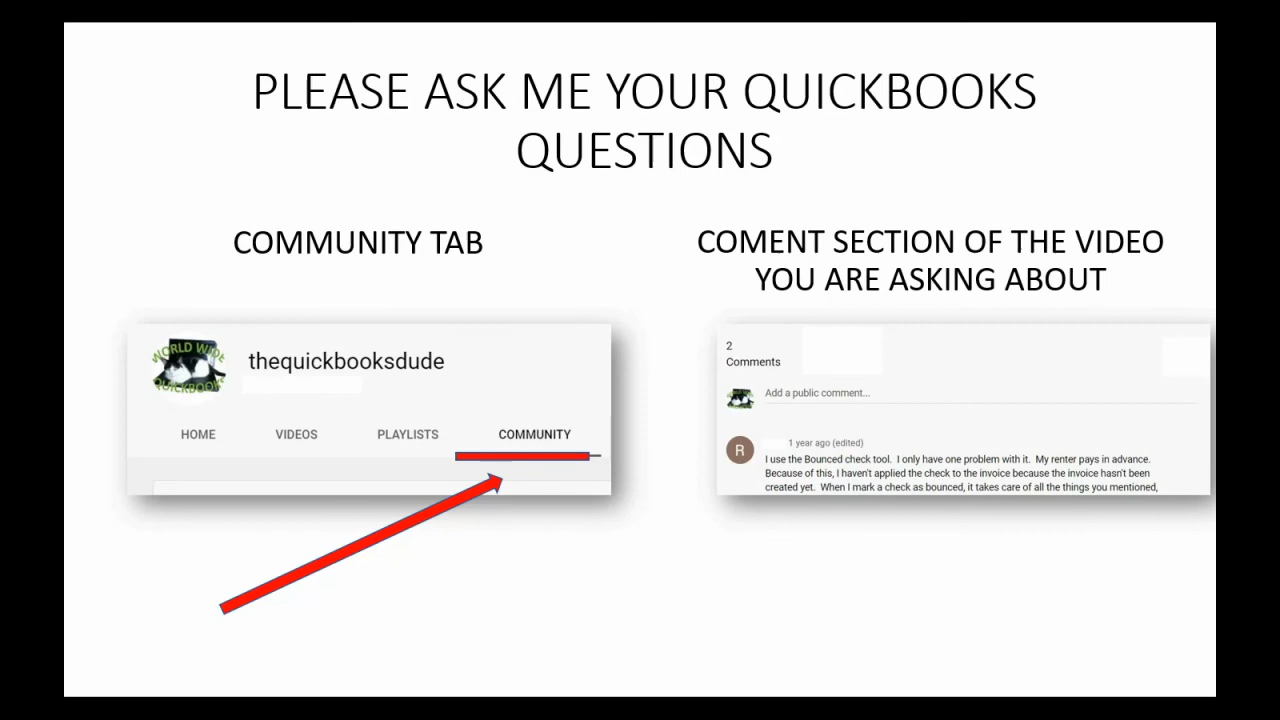 PLEASE ASK ME YOUR QUICKBOOKS
QUESTIONS
COMMUNITY TAB
COMENT SECTION OF THE VIDEO
YOU ARE ASKING ABOUT
WORLD WIDE
QUICKBOOKS
thequickbooksdude
HOME VIDEOS PLAYLISTS COMMUNITY
2
Comments
Add a public comment...
R
1 year ago (edited)
I use the Bounced check tool. I only have one problem with it. My renter pays in advance.
Because of this, I haven't applied the check to the invoice because the invoice hasn't been
created yet. When I mark a check as bounced, it takes care of all the things you mentioned,